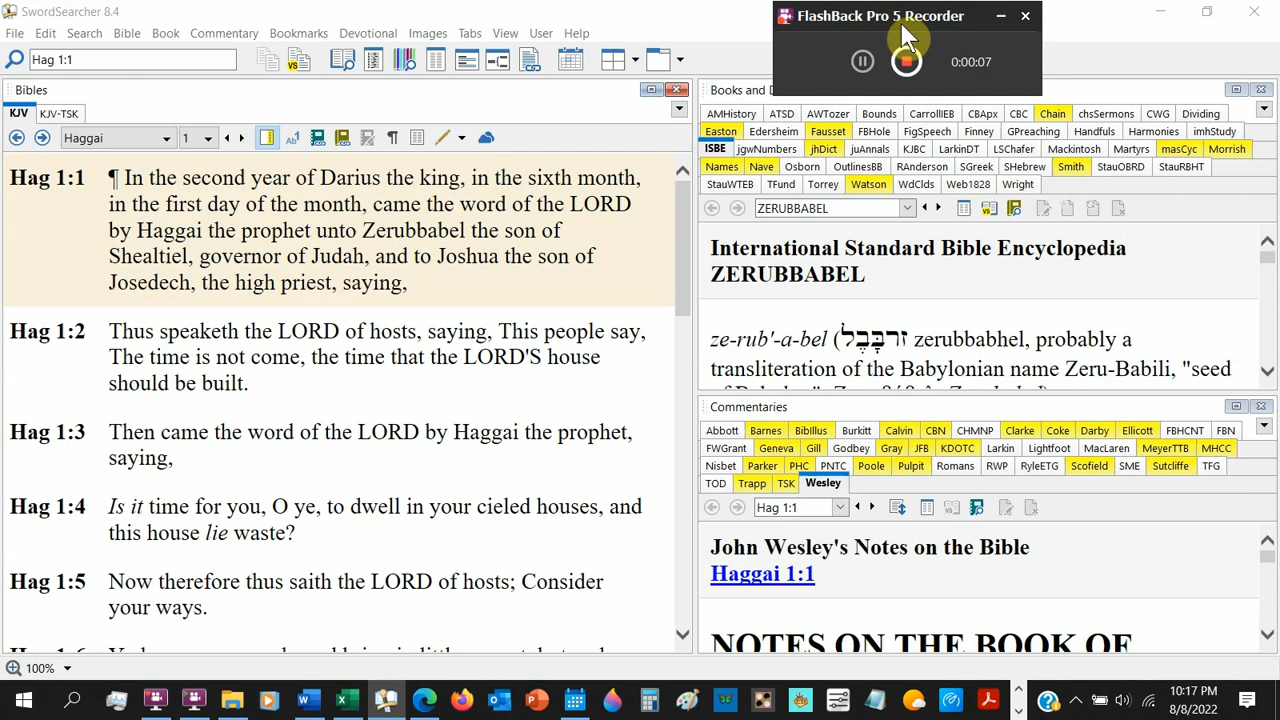 SwordSearcher 8.4
FlashBack Pro 5 Recorder
0:00:07
File Edit Search Bible Book Commentary Bookmarks Devotional Images Tabs View User Help
Hag 1:1
VS
Bibles
KJV KJV-TSK
Haggai 1
Hag 1:1 ¶ In the second year of Darius the king, in the sixth month,
in the first day of the month, came the word of the LORD
by Haggai the prophet unto Zerubbabel the son of
Shealtiel, governor of Judah, and to Joshua the son of
Josedech, the high priest, saying,
Hag 1:2 Thus speaketh the LORD of hosts, saying, This people say,
The time is not come, the time that the LORD'S house
should be built.
Hag 1:3 Then came the word of the LORD by Haggai the prophet,
saying,
Hag 1:4 Is it time for you, O ye, to dwell in your cieled houses, and
this house lie waste?
Hag 1:5 Now therefore thus saith the LORD of hosts; Consider
your ways.
100%
Books and D
AMHistory ATSD AWTozer Bounds CarrollEB CBApx CBC Chain chsSermons CWG Dividing
Easton Edersheim Fausset FBHole FigSpeech Finney GPreaching Handfuls Harmonies imhStudy
ISBE jgwNumbers jhDict juAnnals KJBC LarkinDT LSChafer Mackintosh Martyrs masCyc Morrish
Names Nave Osborn OutlinesBB RAnderson SGreek SHebrew Smith StauOBRD StauRBHT
StauWTEB TFund Torrey Watson WdClds Web1828 Wright
ZERUBBABEL
International Standard Bible Encyclopedia
ZERUBBABEL
ze-rub'-a-bel (זרבּבל zerubbabhel, probably a
transliteration of the Babylonian name Zeru-Babili, "seed
Commentaries
Abbott Barnes Biblllus Burkitt Calvin CBN CHMNP Clarke Coke Darby Ellicott FBHCNT FBN
FWGrant Geneva Gill Godbey Gray JFB KDOTC Larkin Lightfoot MacLaren MeyerTTB MHCC
Nisbet Parker PHC PNTC Poole Pulpit Romans RWP RyleETG Scofield SME Sutcliffe TFG
TOD Trapp TSK Wesley
Hag 1:1
John Wesley's Notes on the Bible
Haggai 1:1
NOTES ON THE BOOK OF
10:17 PM
8/8/2022